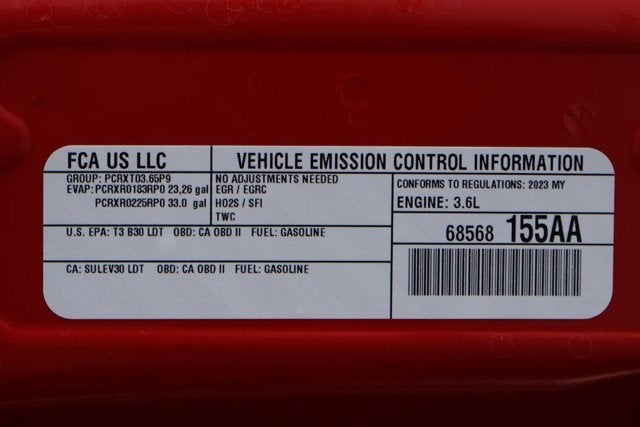 FCA US LLC
VEHICLE EMISSION CONTROL INFORMATION
GROUP: PCRXT03.65P9
EVAP: PCRXR0183RP0 23,26 gal
PCRXR0225RP0 33.0 gal
NO ADJUSTMENTS NEEDED
EGR / EGRC
HO2S / SFI
TWC
CONFORMS TO REGULATIONS: 2023 MY
ENGINE: 3.6L
U.S. EPA: T3 B30 LDT OBD: CA OBD II FUEL: GASOLINE
68568 155AA
CA: SULEV30 LDT OBD: CA OBD II FUEL: GASOLINE